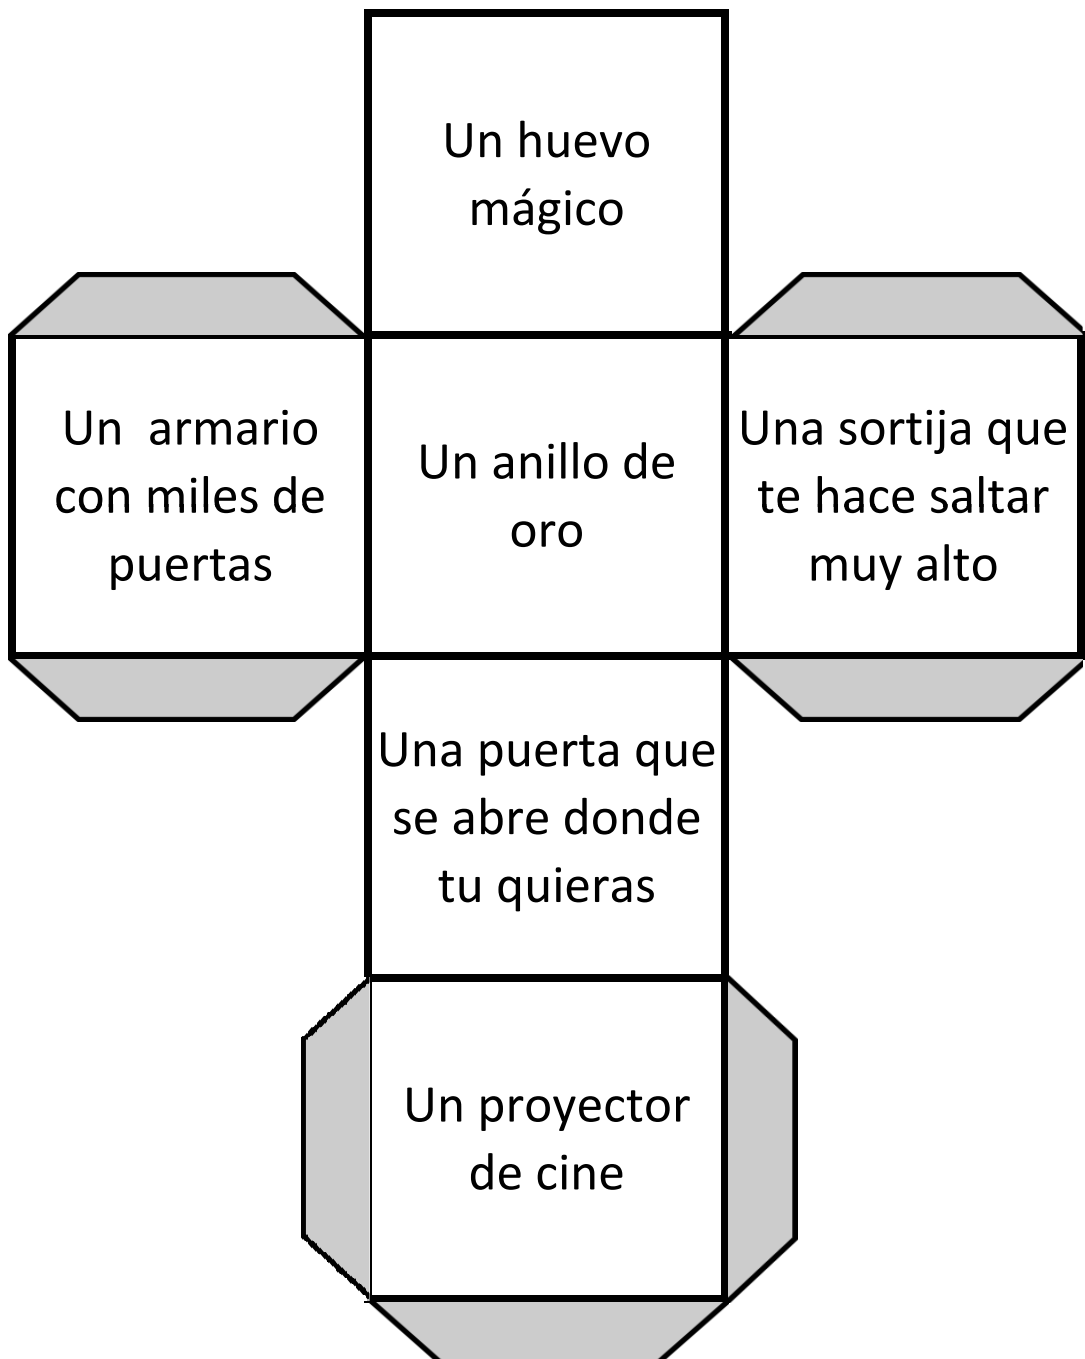 Un huevo
mágico
Un  armario
con miles de
puertas
Un anillo de
oro
Una sortija que
te hace saltar
muy alto
Una puerta que
se abre donde
tu quieras
Un proyector
de cine